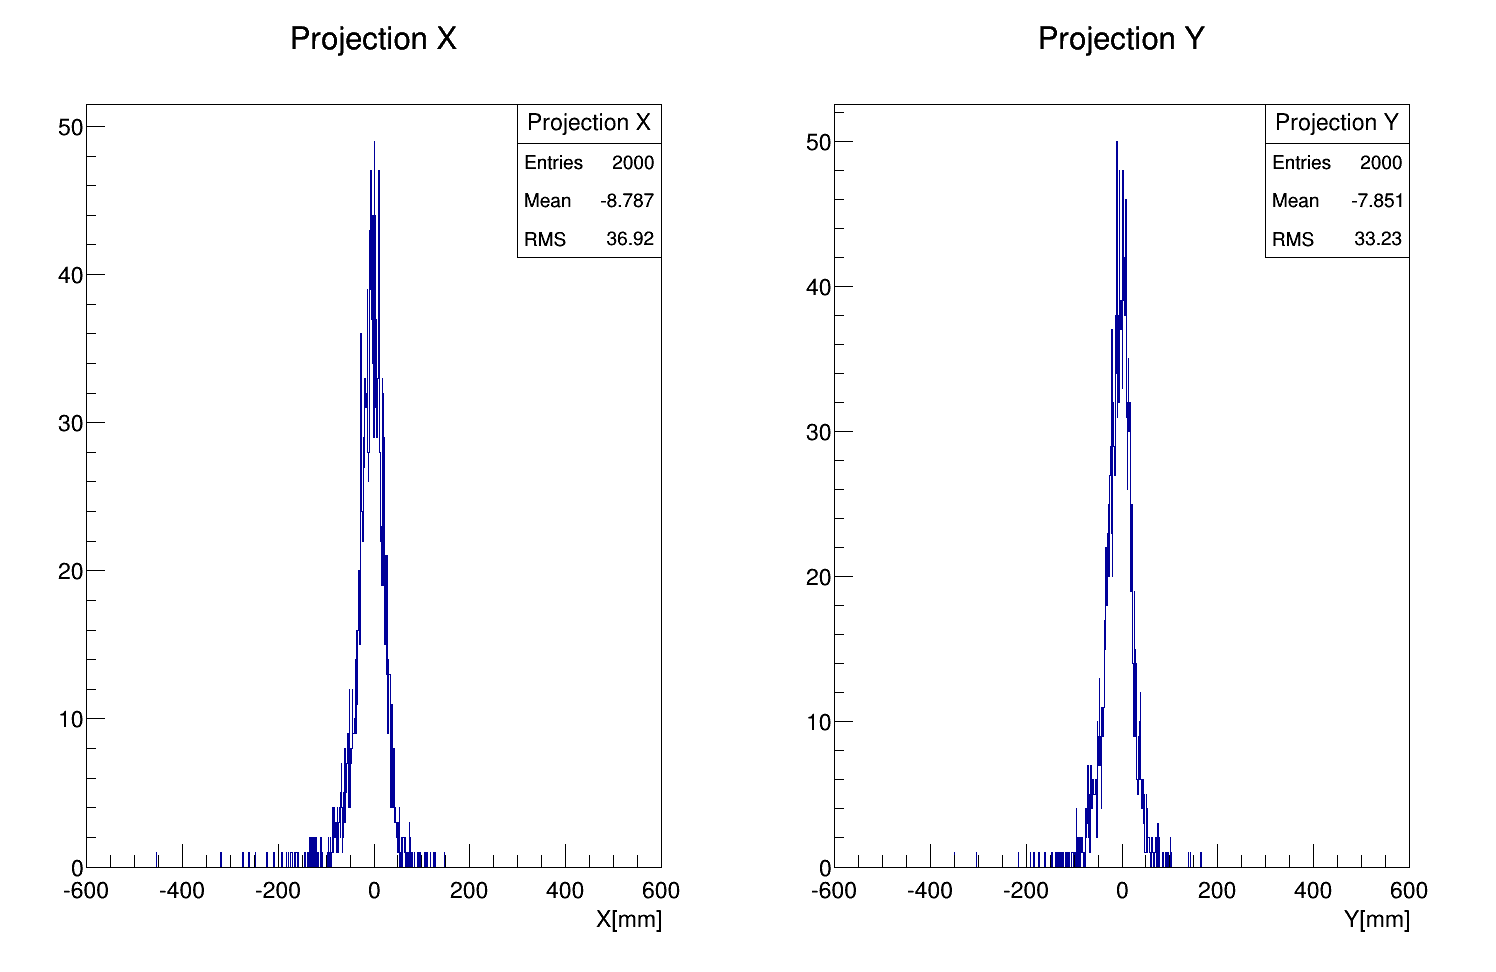 Projection X
Projection X
Entries 2000
Mean -8.787
RMS 36.92
50
40
30
20
10
0
-600 -400 -200 0 200 400 600
X[mm]
Projection Y
Projection Y
Entries 2000
Mean -7.851
RMS 33.23
50
40
30
20
10
0
-600 -400 -200 0 200 400 600
Y[mm]